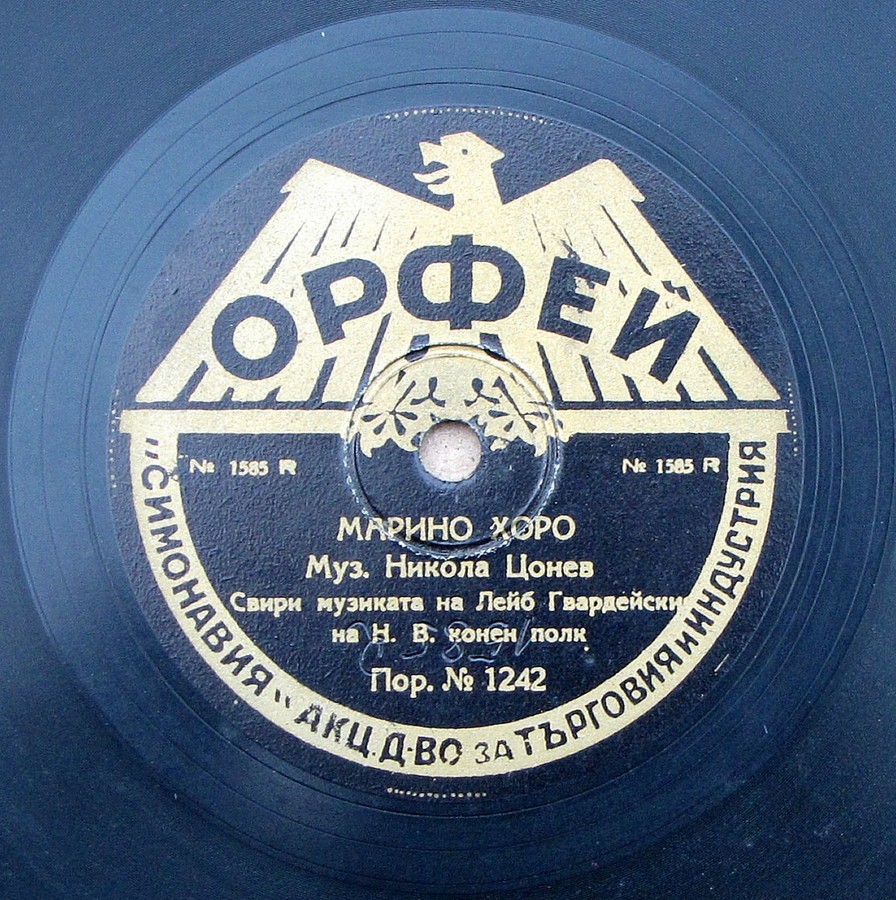 ОРФЕЙ
№ 1585 R
№ 1585 R
МАРИНО ХОРО
Муз. Никола Цонев
Свири музиката на Лейб Гвардейски
на Н. В. конен полк
Пор. № 1242
"СИМОНАВИЯ" АКЦ. Д-ВО ЗА ТЪРГОВИЯ И ИНДУСТРИЯ